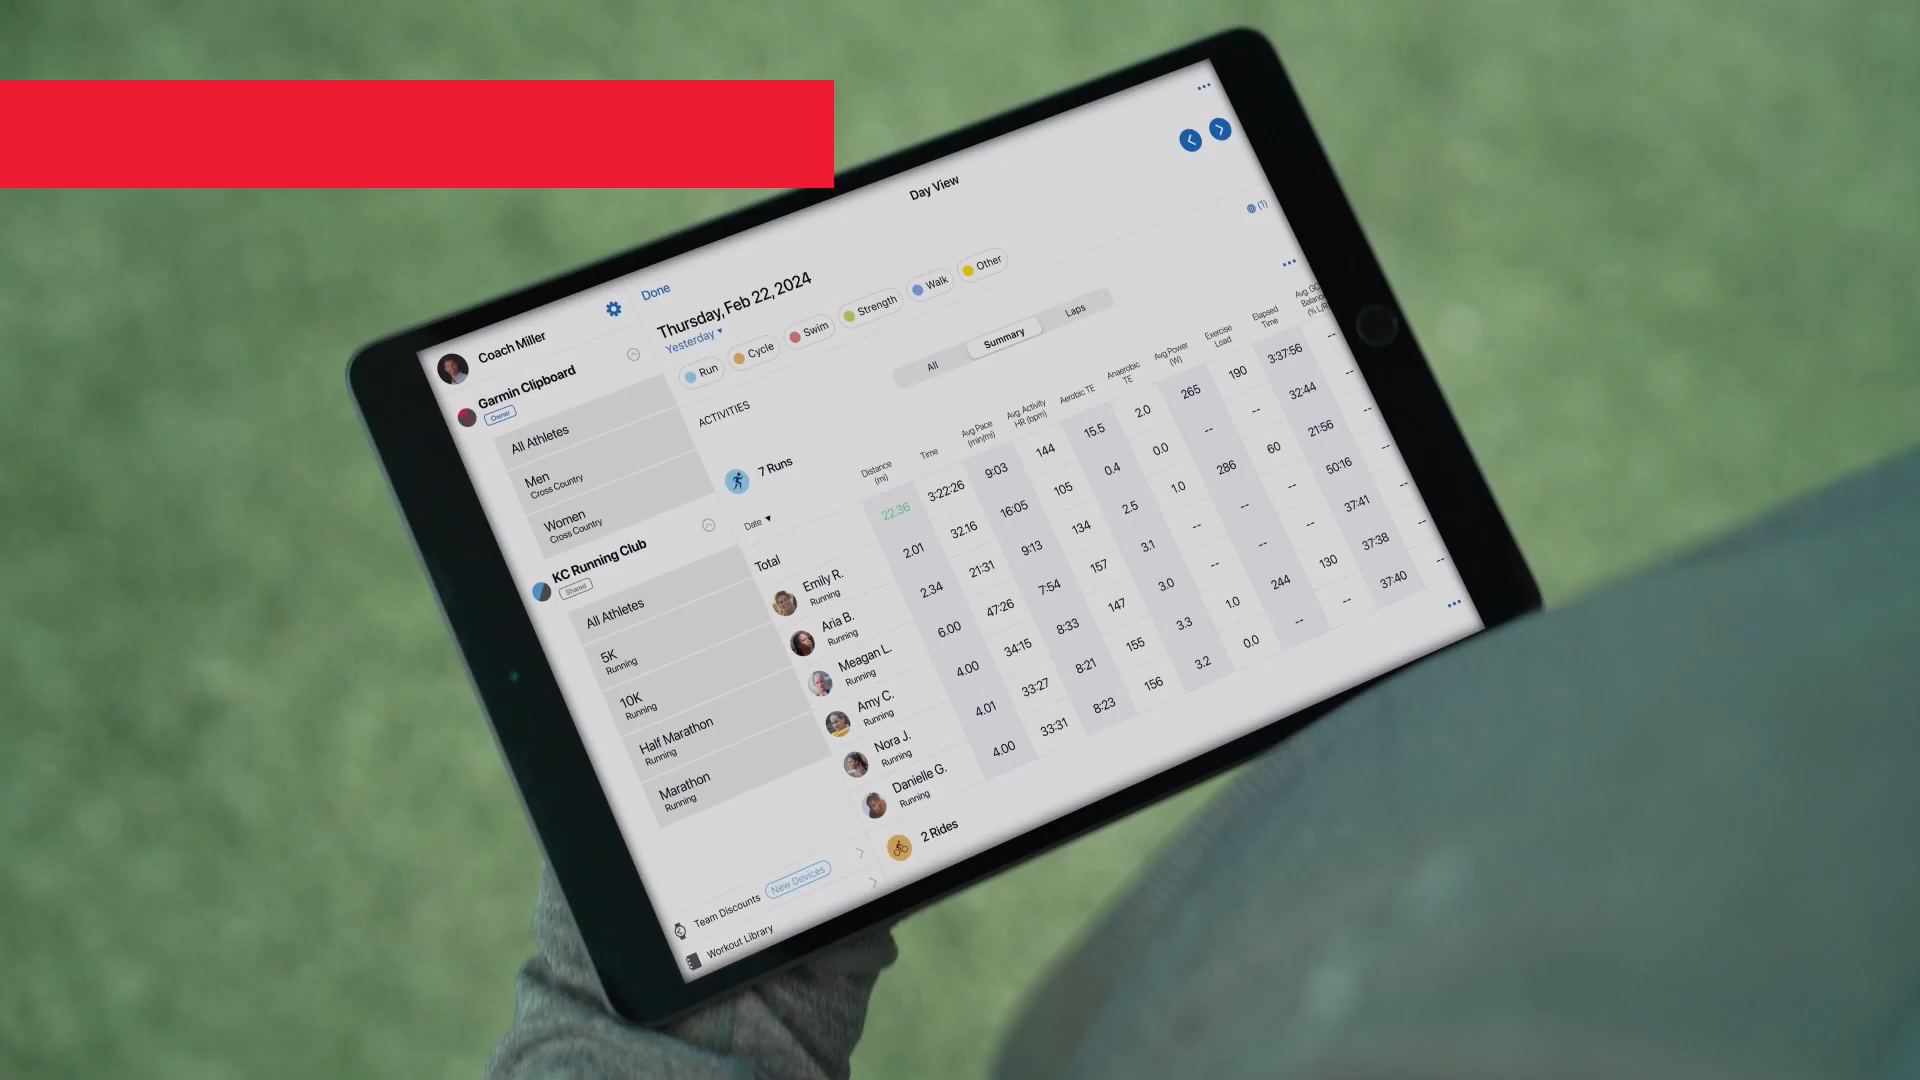 Coach Miller
Garmin Clipboard
Owner
All Athletes
Men
Cross Country
Women
Cross Country
KC Running Club
Shared
All Athletes
5K
Running
10K
Running
Half Marathon
Running
Marathon
Running
Team Discounts New Devices
Workout Library
Done
Day View
Thursday, Feb 22, 2024
Yesterday
Run Cycle Swim Strength Walk Other
(1)
ACTIVITIES
All Summary Laps
7 Runs
Date Distance (mi) Time Avg Pace (min/mi) Avg. Activity HR (bpm) Aerobic TE Anaerobic TE Avg Power (W) Exercise Load Elapsed Time Avg.
Total 22.36 3:22:26 9:03 144 15.5 2.0 265 190 3:37:56 --
Emily R. 2.01 32:16 16:05 105 0.4 0.0 -- -- 32:44 --
Running
Aria B. 2.34 21:31 9:13 134 2.5 1.0 286 60 21:56 --
Running
Meagan L. 6.00 47:26 7:54 157 3.1 -- -- -- 50:16 --
Running
Amy C. 4.00 34:15 8:33 147 3.0 -- -- -- 37:41 --
Running
Nora J. 4.01 33:27 8:21 155 3.3 1.0 244 130 37:38 --
Running
Danielle G. 4.00 33:31 8:23 156 3.2 0.0 -- -- 37:40 --
Running
2 Rides